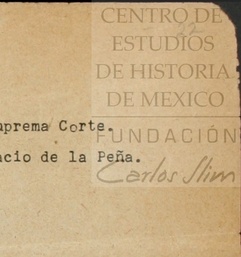 CENTRO DE
ESTUDIOS
DE HISTORIA
DE MEXICO
uprema Corte.
FUNDACIÓN
acio de la Peña.
Carlos Slim